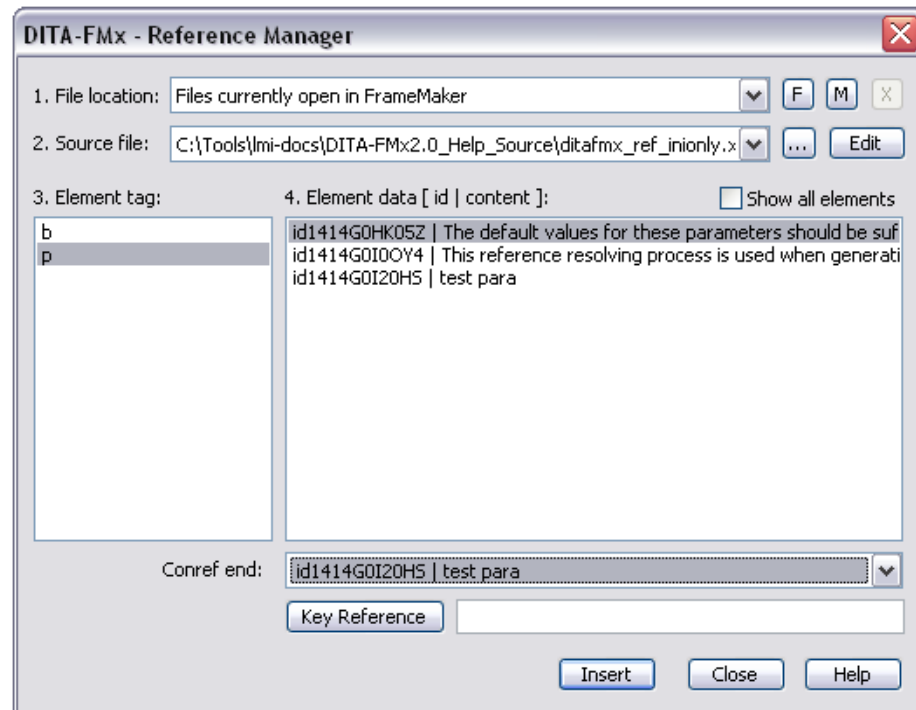 DITA-FMx - Reference Manager
1. File location: Files currently open in FrameMaker F M X
2. Source file: C:\Tools\lmi-docs\DITA-FMx2.0_Help_Source\ditafmx_ref_inionly.x ... Edit
3. Element tag: 4. Element data [ id | content ]: Show all elements
b
p
id1414G0HK05Z | The default values for these parameters should be suf
id1414G0I0OY4 | This reference resolving process is used when generati
id1414G0I20HS | test para
Conref end: id1414G0I20HS | test para
Key Reference
Insert Close Help